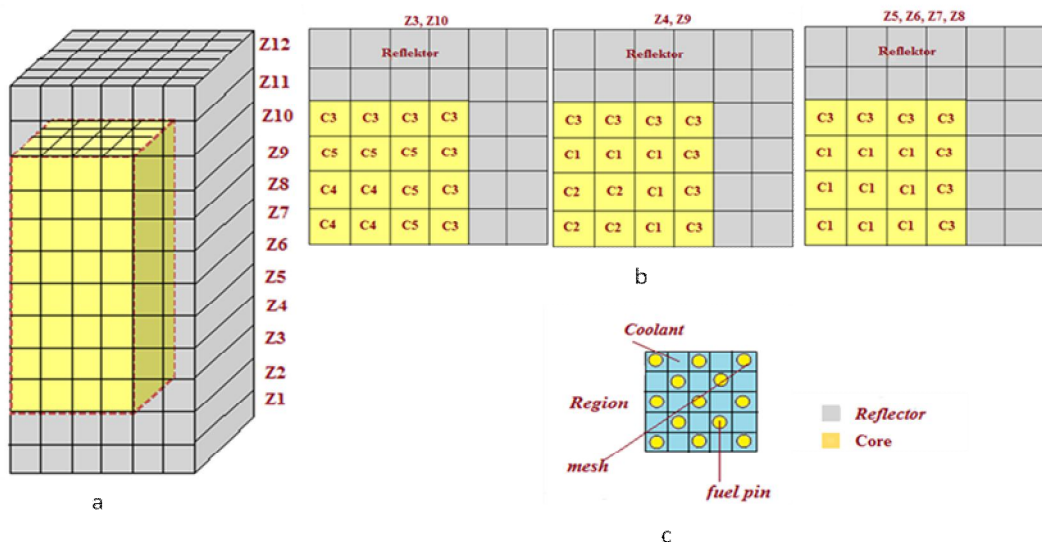 Z12
Z11
Z10
Z9
Z8
Z7
Z6
Z5
Z4
Z3
Z2
Z1
a
Z3, Z10
Reflektor
C3 C3 C3 C3
C5 C5 C5 C3
C4 C4 C5 C3
C4 C4 C5 C3
Z4, Z9
Reflektor
C3 C3 C3 C3
C1 C1 C1 C3
C2 C2 C1 C3
C2 C2 C1 C3
Z5, Z6, Z7, Z8
Reflektor
C3 C3 C3 C3
C1 C1 C1 C3
C1 C1 C1 C3
C1 C1 C1 C3
b
Coolant
Region
mesh
fuel pin
Reflector
Core
c